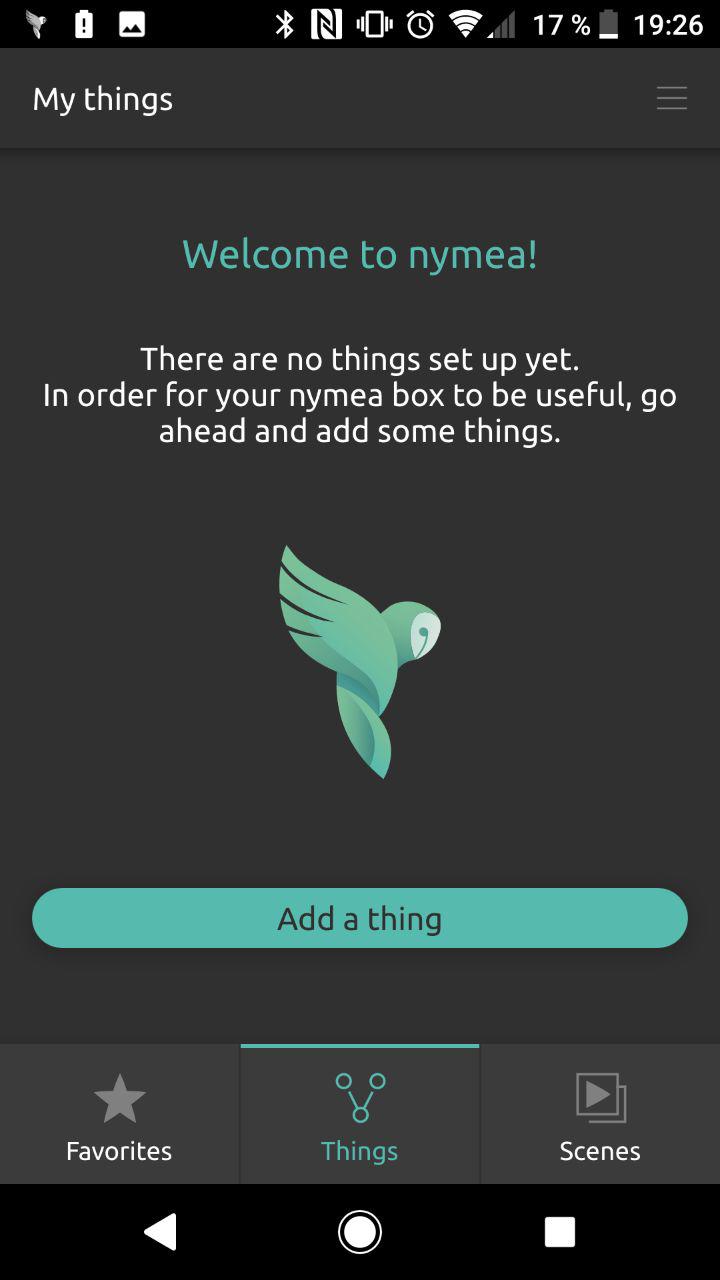 17 % 19:26
My things
Welcome to nymea!
There are no things set up yet.
In order for your nymea box to be useful, go
ahead and add some things.
Add a thing
Favorites
Things
Scenes